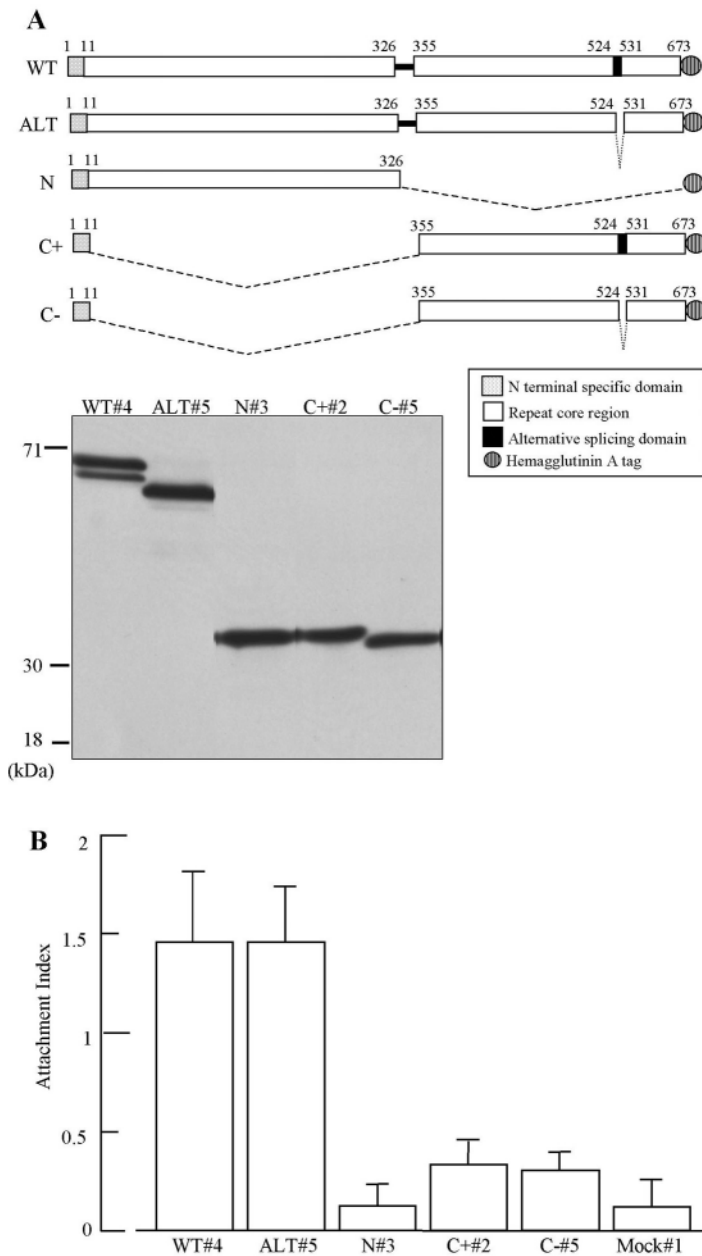 A
1 11 326 355 524 531 673
WT
1 11 326 355 524 531 673
ALT
1 11 326
N
1 11 355 524 531 673
C+
1 11 355 524 531 673
C-
N terminal specific domain
Repeat core region
Alternative splicing domain
Hemagglutinin A tag
WT#4 ALT#5 N#3 C+#2 C-#5
71
30
18
(kDa)
B
2
1.5
1
0.5
0
Attachment Index
WT#4 ALT#5 N#3 C+#2 C-#5 Mock#1